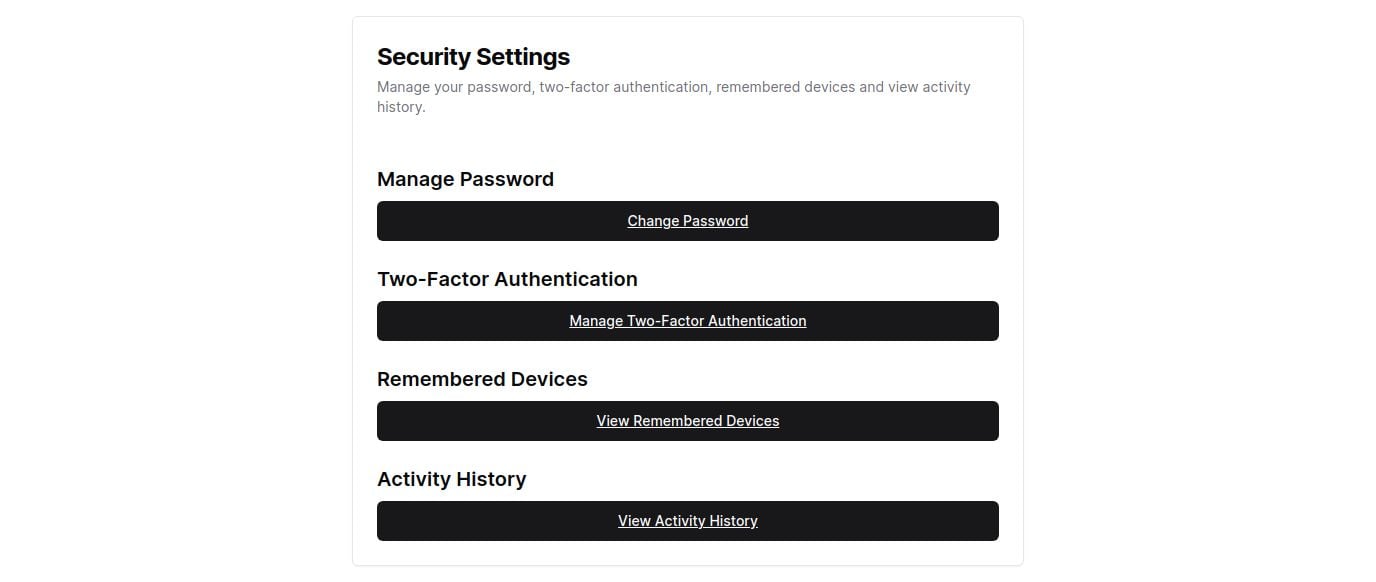 Security Settings
Manage your password, two-factor authentication, remembered devices and view activity
history.
Manage Password
Change Password
Two-Factor Authentication
Manage Two-Factor Authentication
Remembered Devices
View Remembered Devices
Activity History
View Activity History